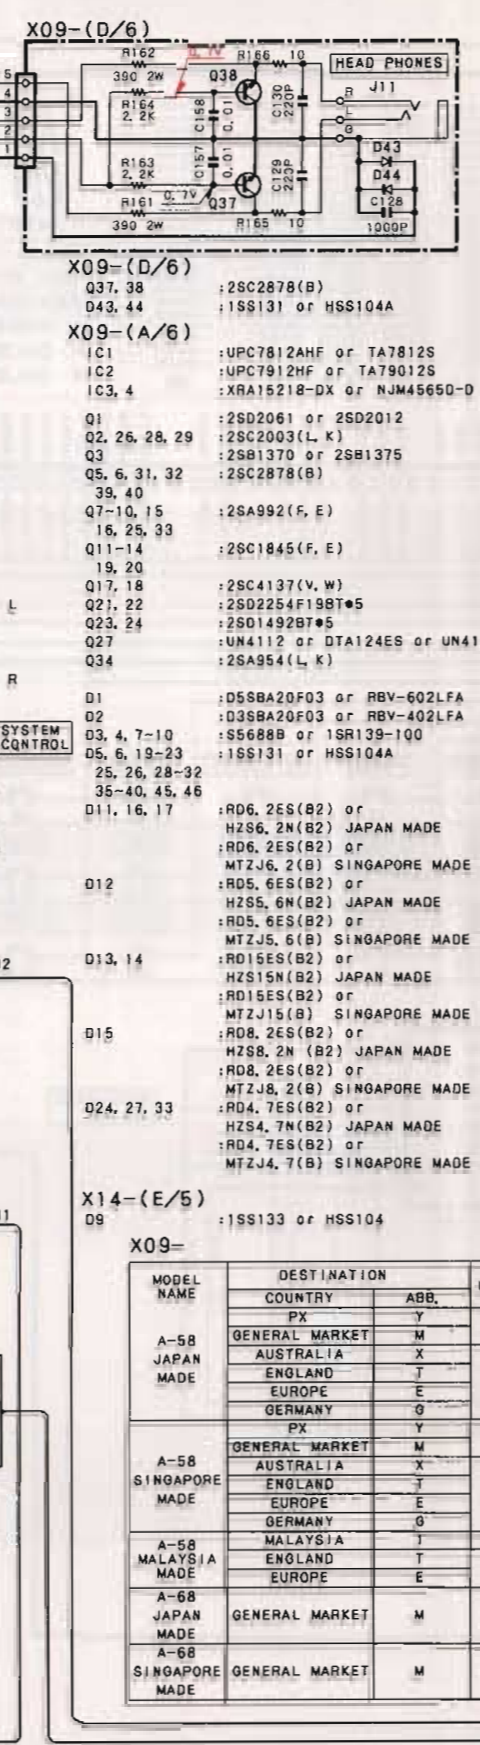 X09-(D/6)
R162
0.7V
R166 10
HEAD PHONES
390 2W
Q38
J11
5
4
3
2
1
R164
2.2K
C158
0.01
C130
220P
R
L
G
R163
2.2K
C157
0.01
C129
220P
D43
D44
R161
0.7V
Q37
C128
390 2W
R165 10
1000P
X09-(D/6)
Q37, 38 :2SC2878(B)
D43, 44 :1SS131 or HSS104A
X09-(A/6)
IC1 :UPC7812AHF or TA7812S
IC2 :UPC7912HF or TA79012S
IC3, 4 :XRA15218-DX or NJM4565D-D
Q1 :2SD2061 or 2SD2012
Q2, 26, 28, 29 :2SC2003(L, K)
Q3 :2SB1370 or 2SB1375
Q5, 6, 31, 32 :2SC2878(B)
39, 40
Q7~10, 15 :2SA992(F, E)
16, 25, 33
Q11-14 :2SC1845(F, E)
19, 20
Q17, 18 :2SC4137(V, W)
L
Q21, 22 :2SD2254F19BT*5
Q23, 24 :2SD1492BT*5
Q27 :UN4112 or DTA124ES or UN41
Q34 :2SA954(L, K)
R
D1 :D5SBA20F03 or RBV-602LFA
D2 :D3SBA20F03 or RBV-402LFA
SYSTEM
CONTROL
D3, 4, 7~10 :S5688B or 1SR139-100
D5, 6, 19~23 :1SS131 or HSS104A
25, 26, 28~32
35~40, 45, 46
D11, 16, 17 :RD6. 2ES(B2) or
HZS6. 2N(B2) JAPAN MADE
:RD6. 2ES(B2) or
MTZJ6. 2(B) SINGAPORE MADE
D12 :RD5. 6ES(B2) or
HZS5. 6N(B2) JAPAN MADE
:RD5. 6ES(B2) or
MTZJ5. 6(B) SINGAPORE MADE
D13, 14 :RD15ES(B2) or
HZS15N(B2) JAPAN MADE
:RD15ES(B2) or
MTZJ15(B) SINGAPORE MADE
D15 :RD8. 2ES(B2) or
HZS8. 2N (B2) JAPAN MADE
:RD8. 2ES(B2) or
MTZJ8. 2(B) SINGAPORE MADE
D24, 27, 33 :RD4. 7ES(B2) or
HZS4. 7N(B2) JAPAN MADE
:RD4. 7ES(B2) or
MTZJ4. 7(B) SINGAPORE MADE
X14-(E/5)
D9 :1SS133 or HSS104
X09-
MODEL NAME DESTINATION
COUNTRY ABB.
A-58 JAPAN MADE
PX Y
GENERAL MARKET M
AUSTRALIA X
ENGLAND T
EUROPE E
GERMANY G
A-58 SINGAPORE MADE
PX Y
GENERAL MARKET M
AUSTRALIA X
ENGLAND T
EUROPE E
GERMANY G
A-58 MALAYSIA MADE
MALAYSIA T
ENGLAND T
EUROPE E
A-68 JAPAN MADE
GENERAL MARKET M
A-68 SINGAPORE MADE
GENERAL MARKET M